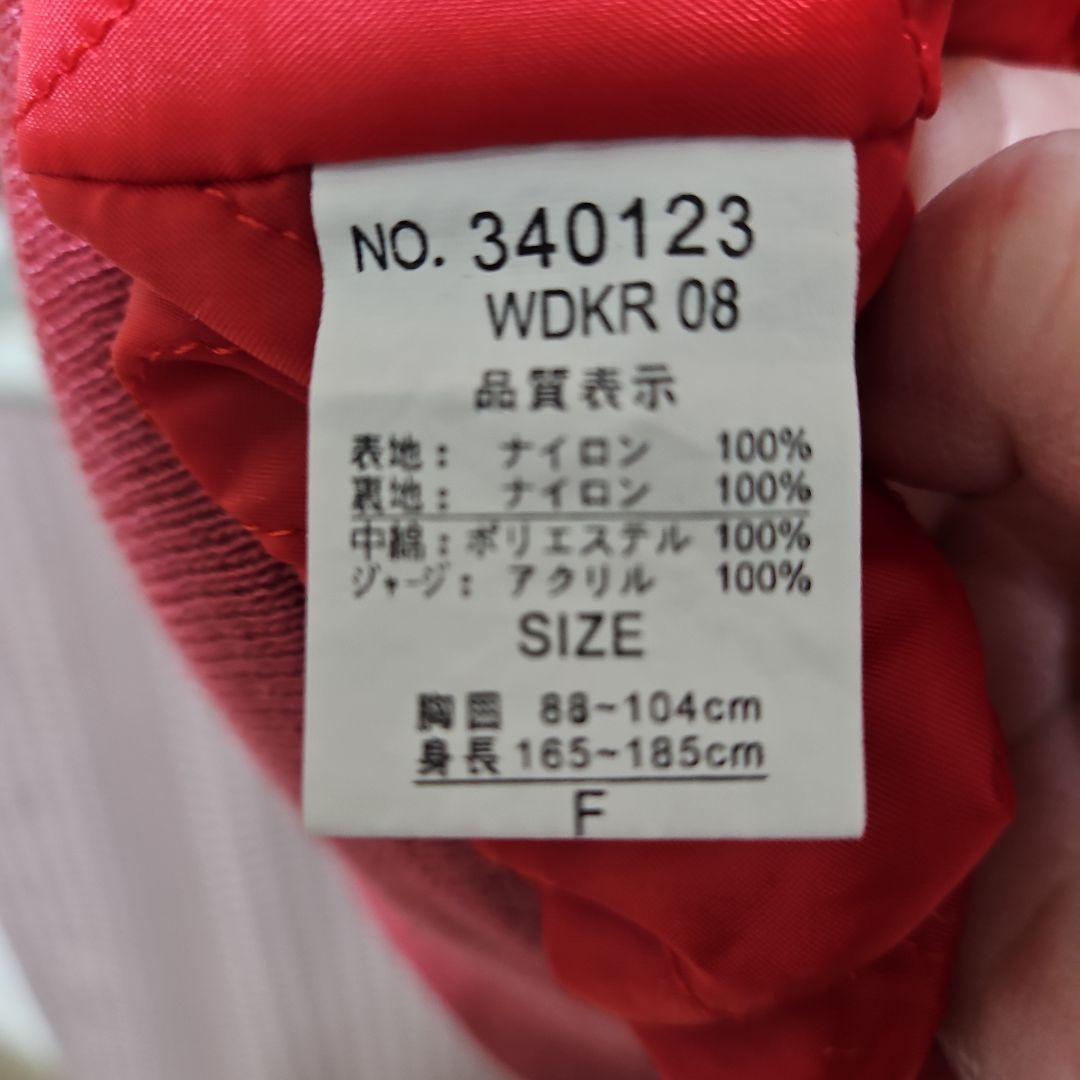 NO. 340123
WDKR 08
品質表示
表地： ナイロン 100%
裏地： ナイロン 100%
中綿：ポリエステル 100%
ジャージ： アクリル 100%
SIZE
胸囲 88~104cm
身長 165~185cm
F